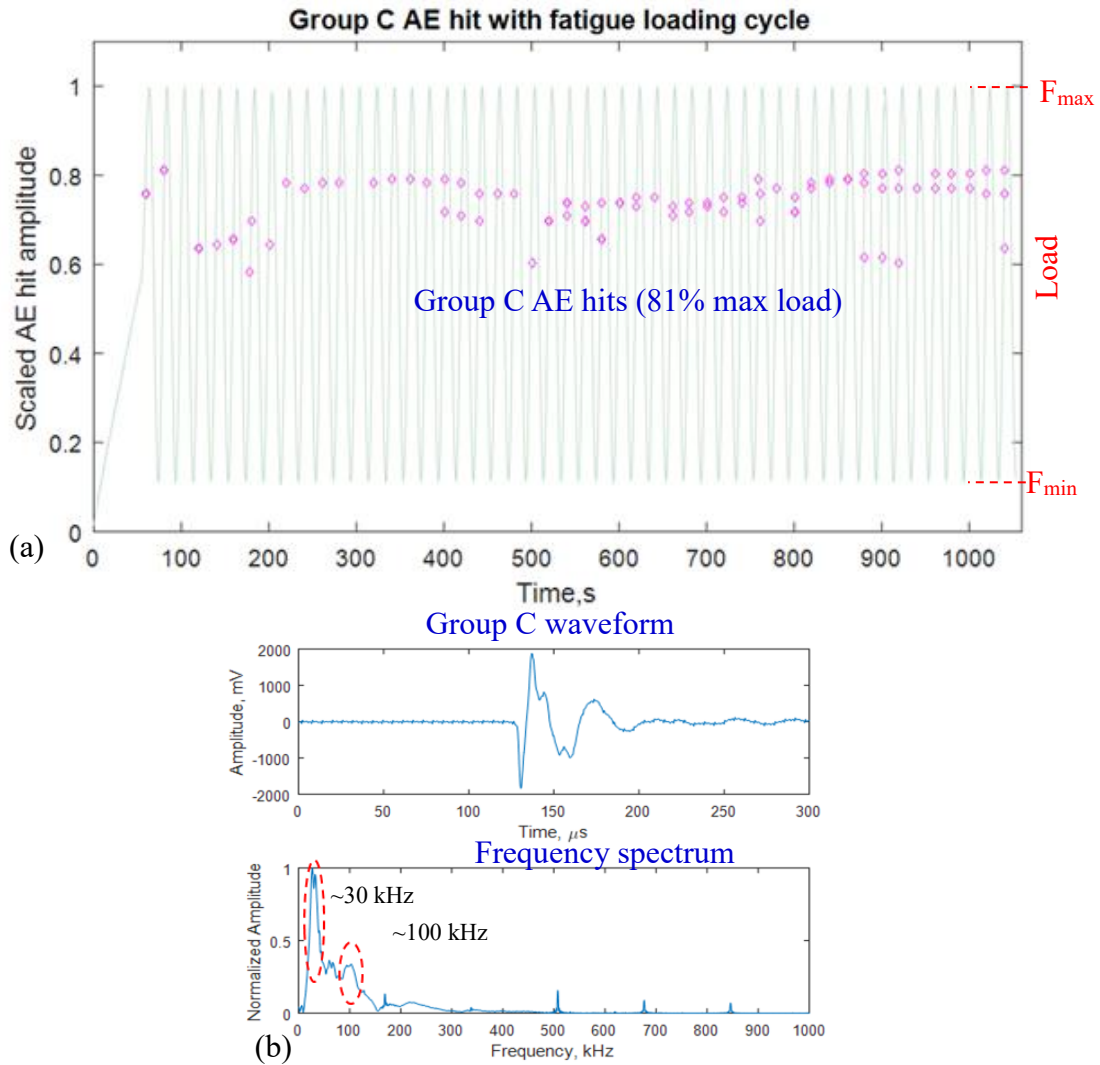 Group C AE hit with fatigue loading cycle
Scaled AE hit amplitude
1
0.8
0.6
0.4
0.2
0
F_max
Load
F_min
Group C AE hits (81% max load)
0 100 200 300 400 500 600 700 800 900 1000
Time,s
(a)
Group C waveform
Amplitude, mV
2000
1000
0
-1000
-2000
0 50 100 150 200 250 300
Time, μs
Frequency spectrum
Normalized Amplitude
1
0.5
0
~30 kHz
~100 kHz
0 100 200 300 400 500 600 700 800 900 1000
Frequency, kHz
(b)